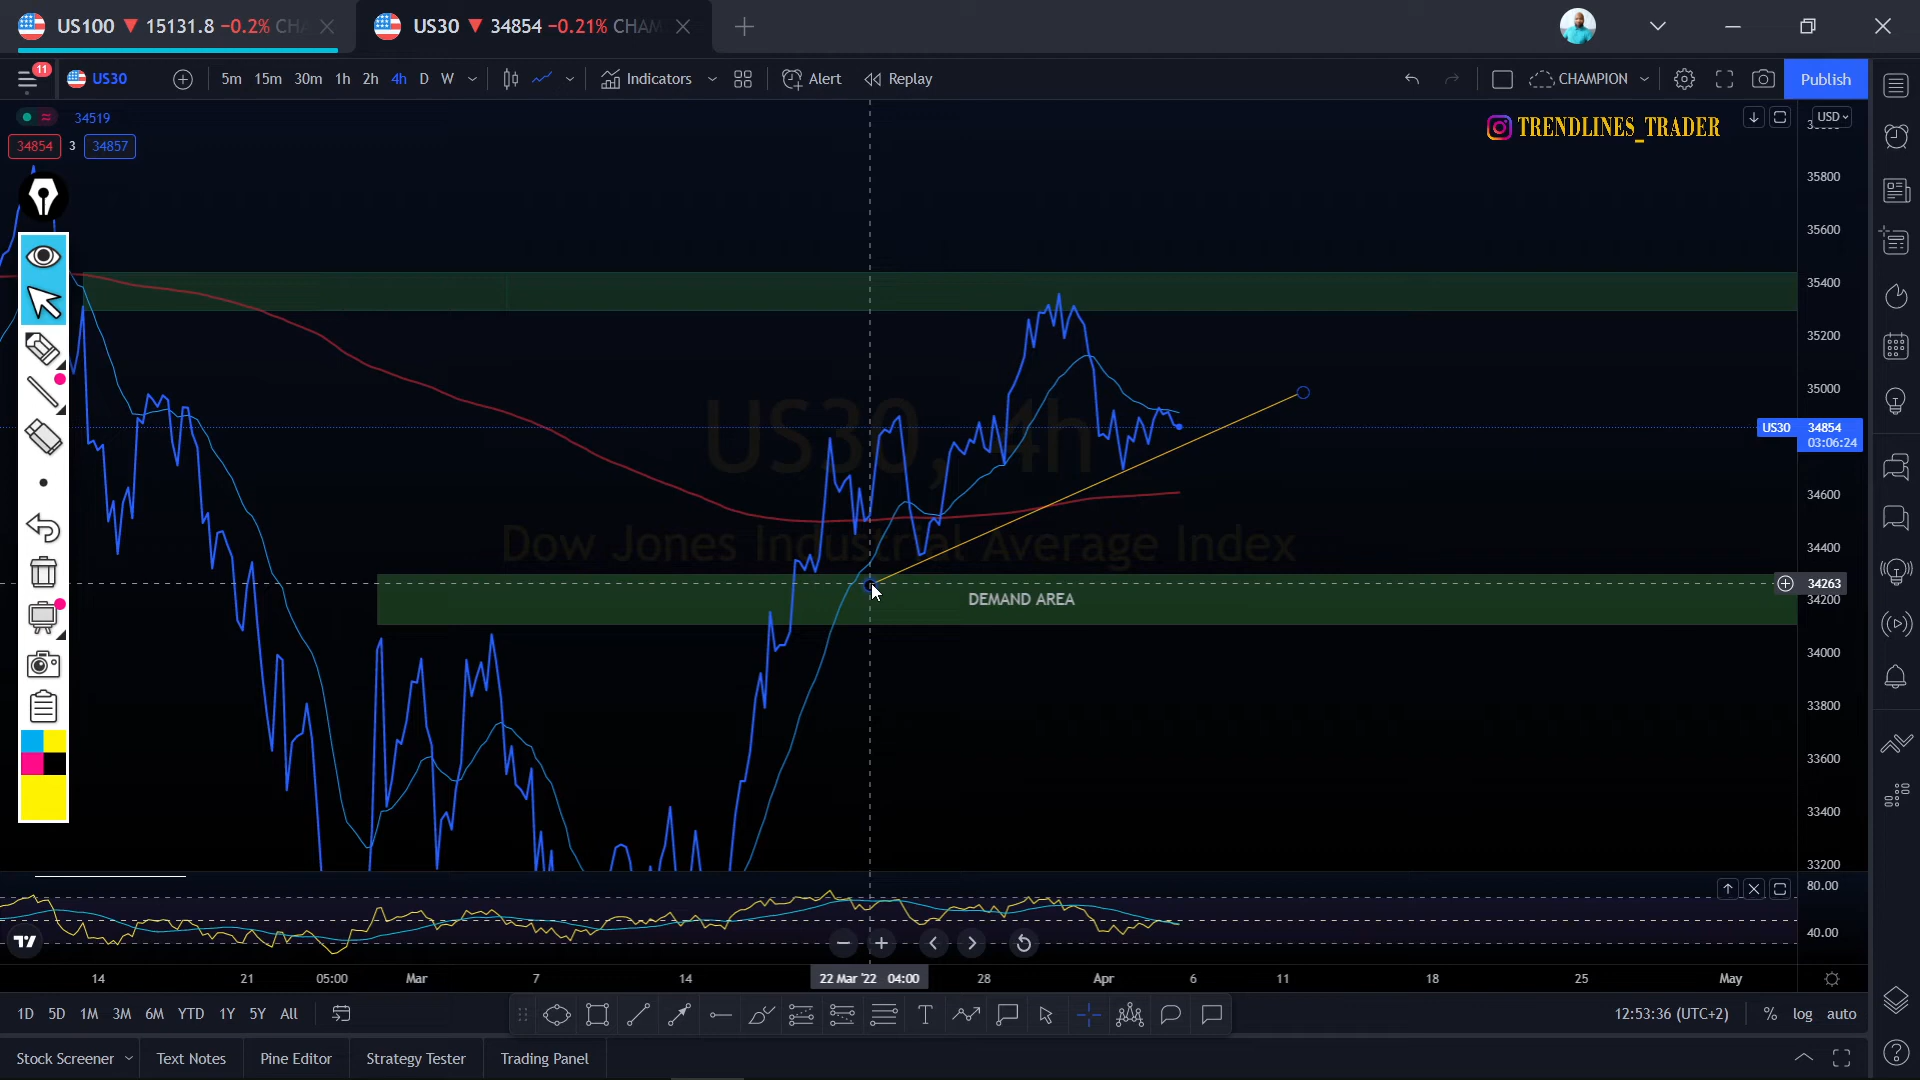 US100 ▼ 15131.8 −0.2% CHA
US30 ▼ 34854 −0.21% CHAM
11
US30
5m 15m 30m 1h 2h 4h D W
Indicators
Alert
Replay
CHAMPION
Publish
34519
34854 3 34857
TRENDLINES_TRADER
USD
35800
35600
35400
35200
35000
US30 34854
03:06:24
34600
34400
34263
34200
34000
33800
33600
33400
33200
US30, 4h
Dow Jones Industrial Average Index
DEMAND AREA
80.00
40.00
14 21 05:00 Mar 7 14 22 Mar '22 04:00 28 Apr 6 11 18 25 May
1D 5D 1M 3M 6M YTD 1Y 5Y All
12:53:36 (UTC+2) % log auto
Stock Screener Text Notes Pine Editor Strategy Tester Trading Panel